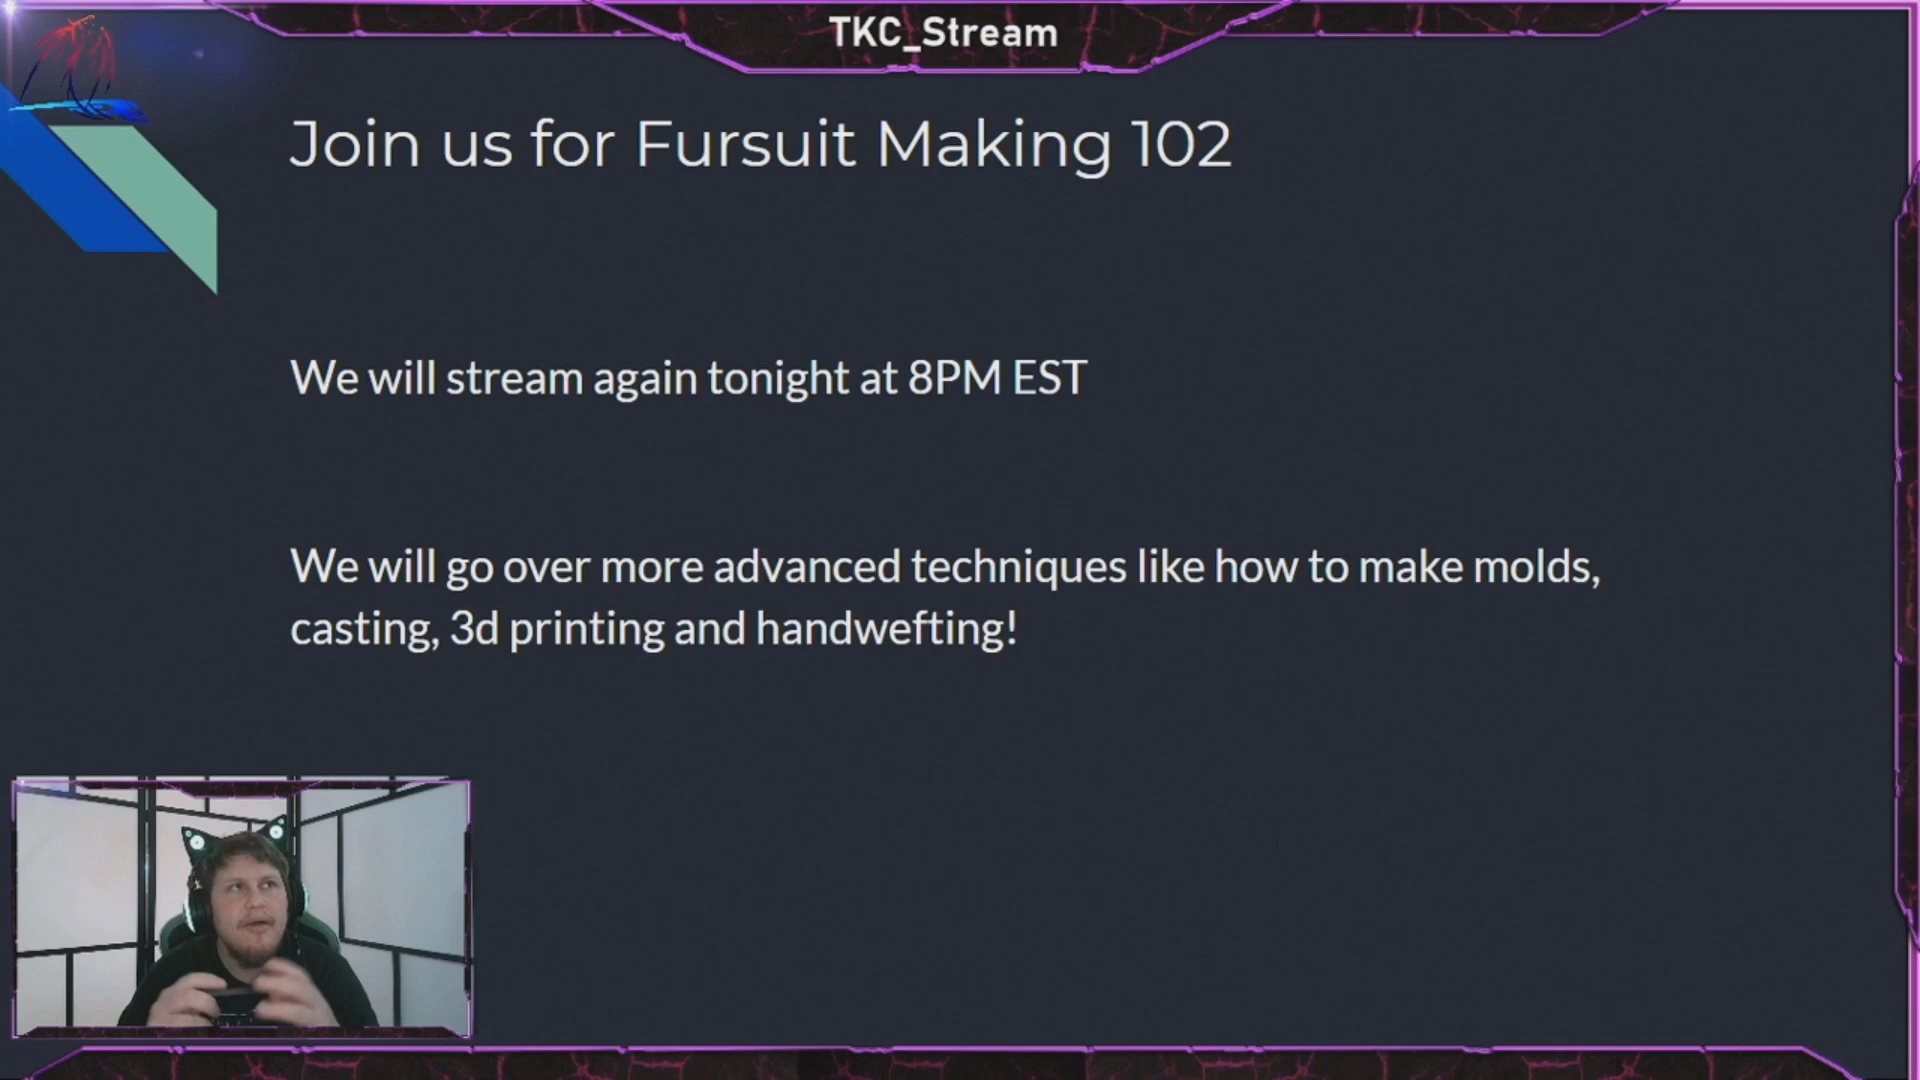 TKC_Stream
Join us for Fursuit Making 102
We will stream again tonight at 8PM EST
We will go over more advanced techniques like how to make molds,
casting, 3d printing and handwefting!